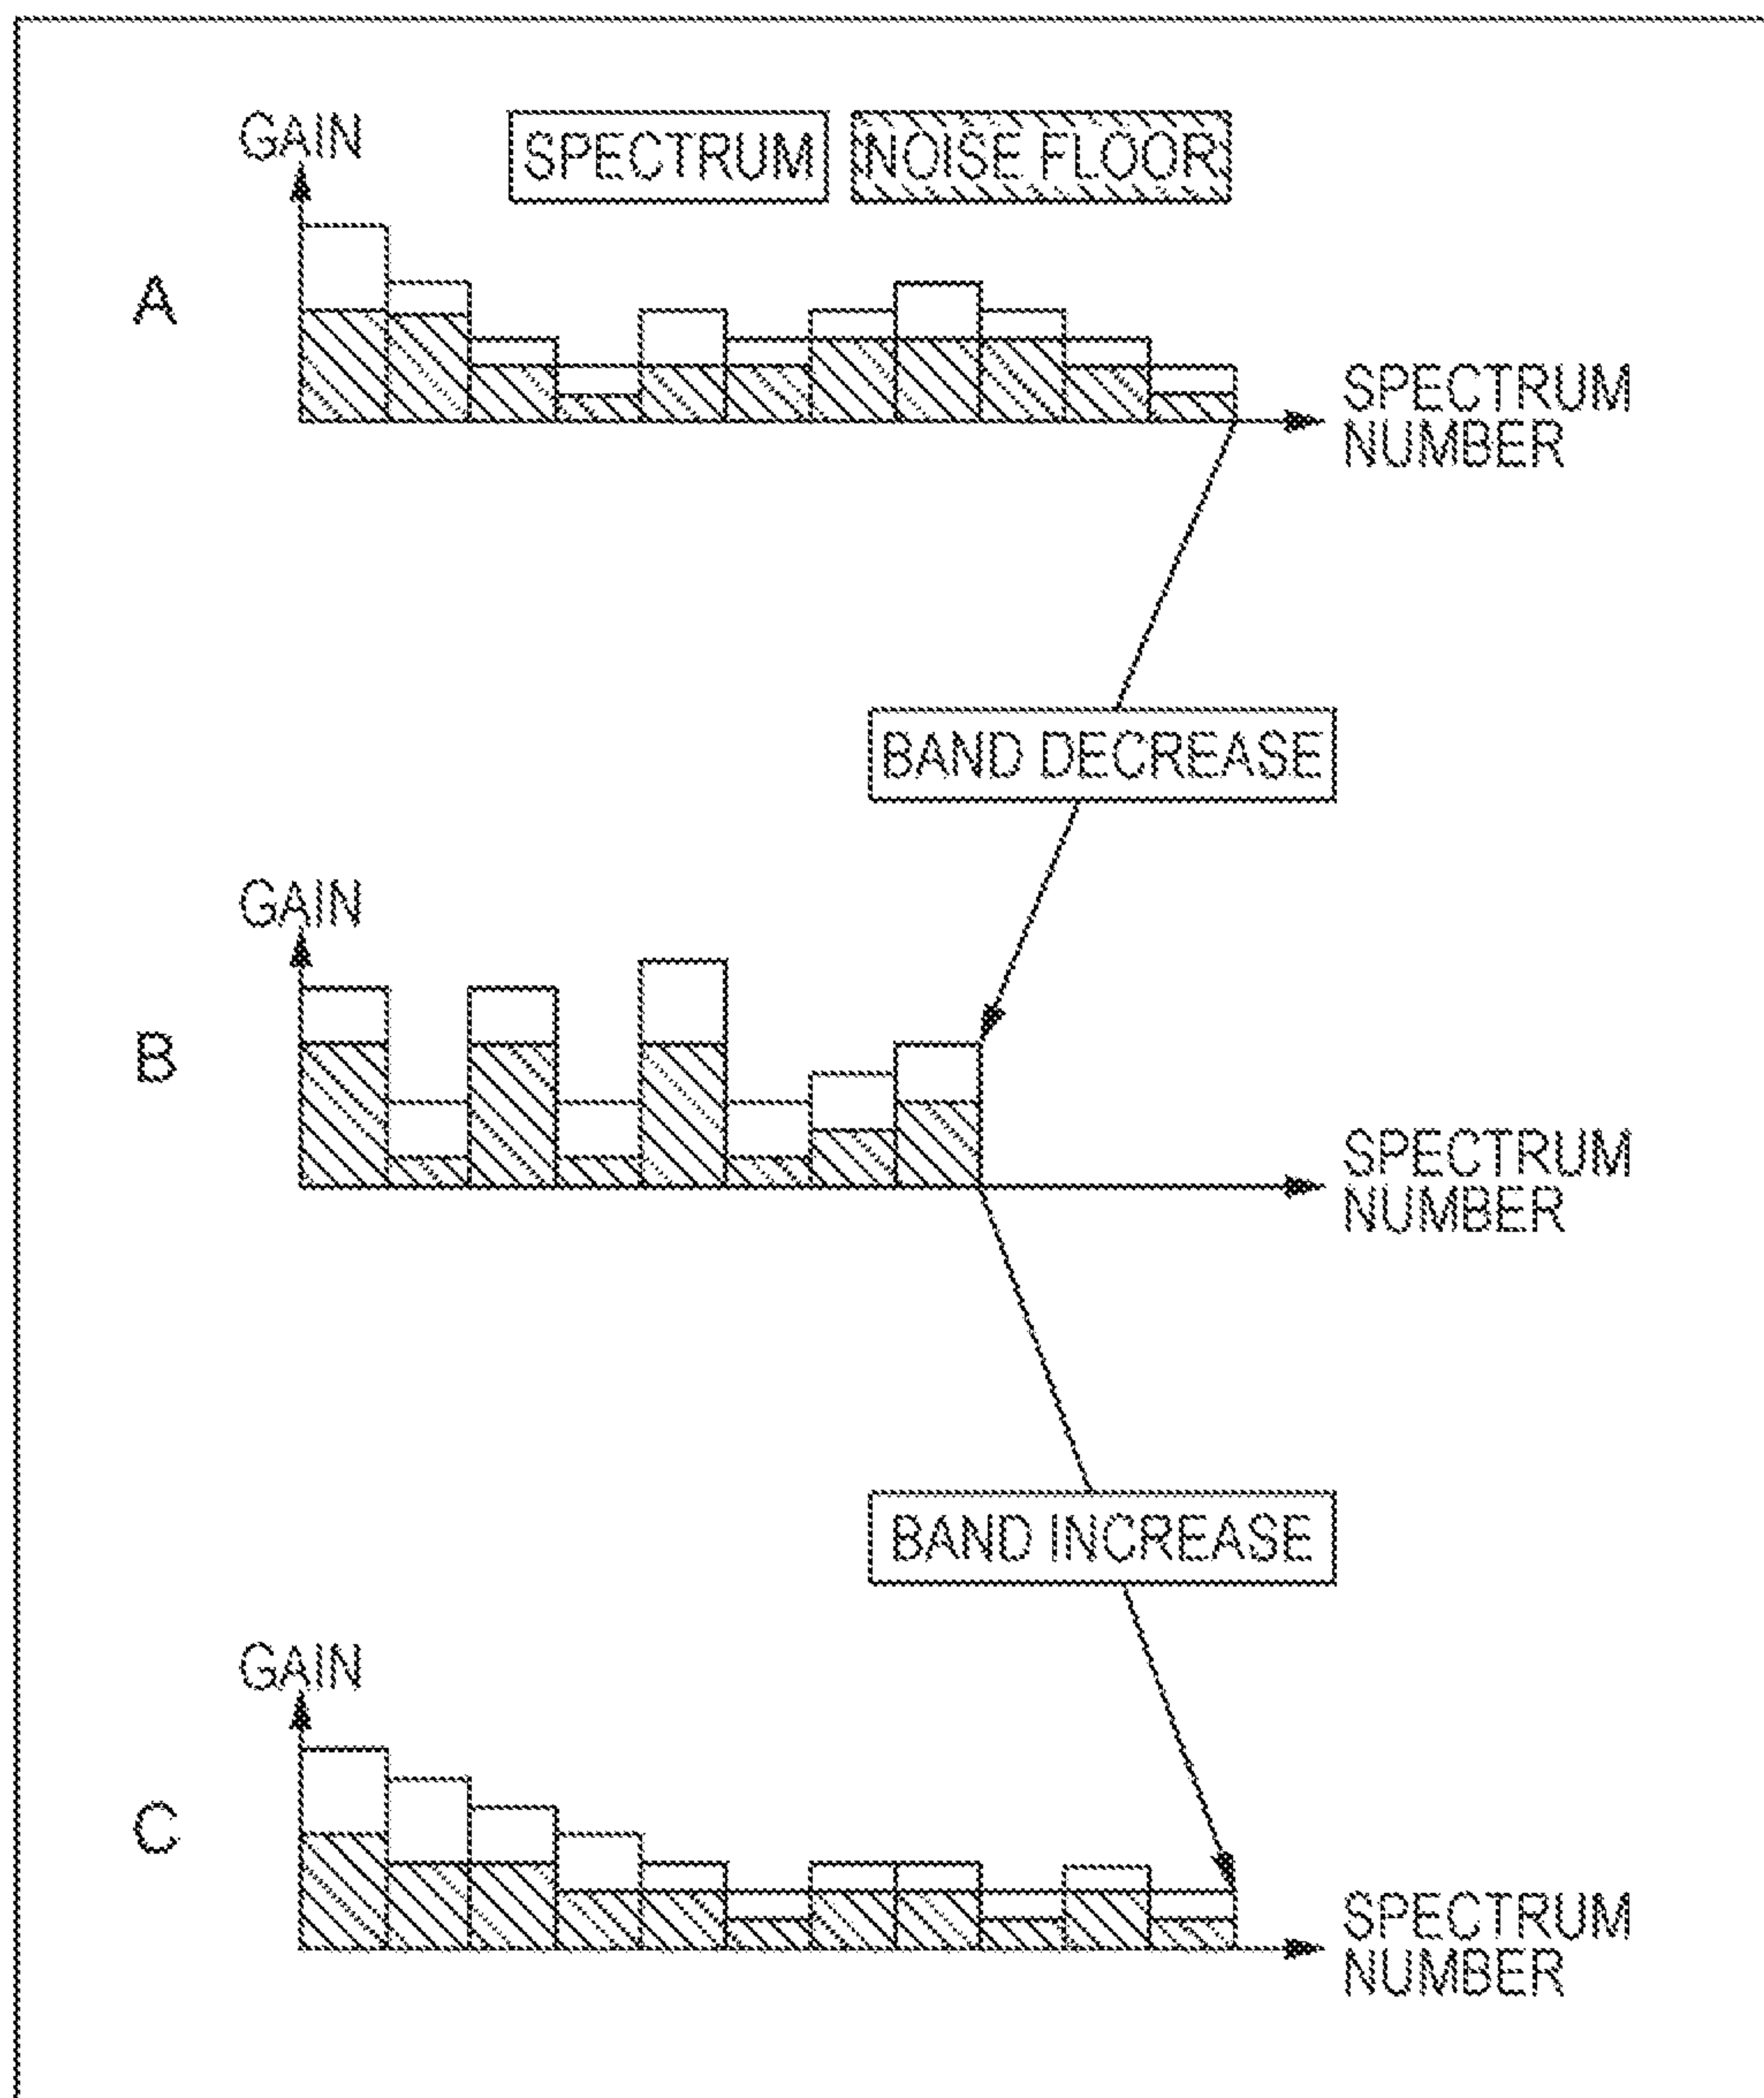 GAIN
SPECTRUM
NOISE FLOOR
A
SPECTRUM
NUMBER
BAND DECREASE
GAIN
B
SPECTRUM
NUMBER
BAND INCREASE
GAIN
C
SPECTRUM
NUMBER